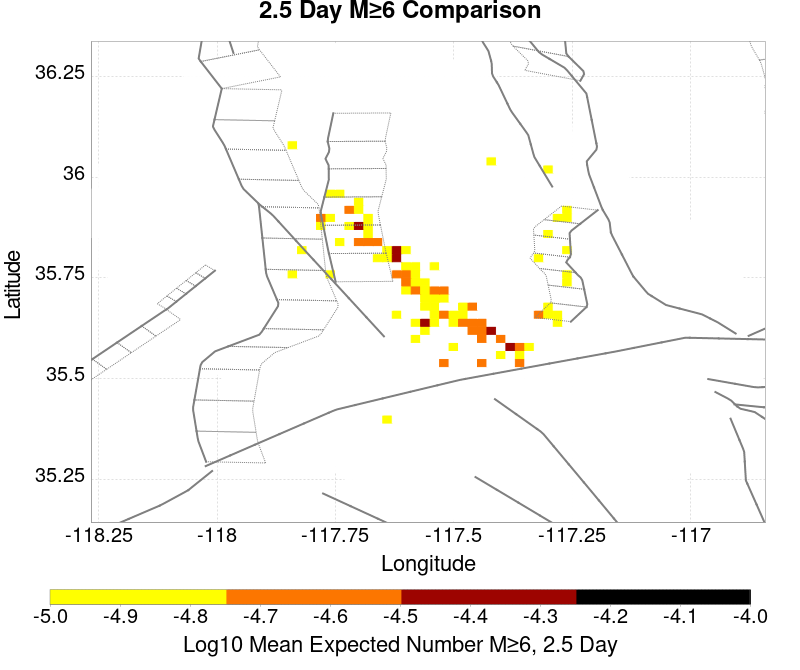 2.5 Day M≥6 Comparison
36.25
36
35.75
35.5
35.25
Latitude
-118.25 -118 -117.75 -117.5 -117.25 -117
Longitude
-5.0 -4.9 -4.8 -4.7 -4.6 -4.5 -4.4 -4.3 -4.2 -4.1 -4.0
Log10 Mean Expected Number M≥6, 2.5 Day